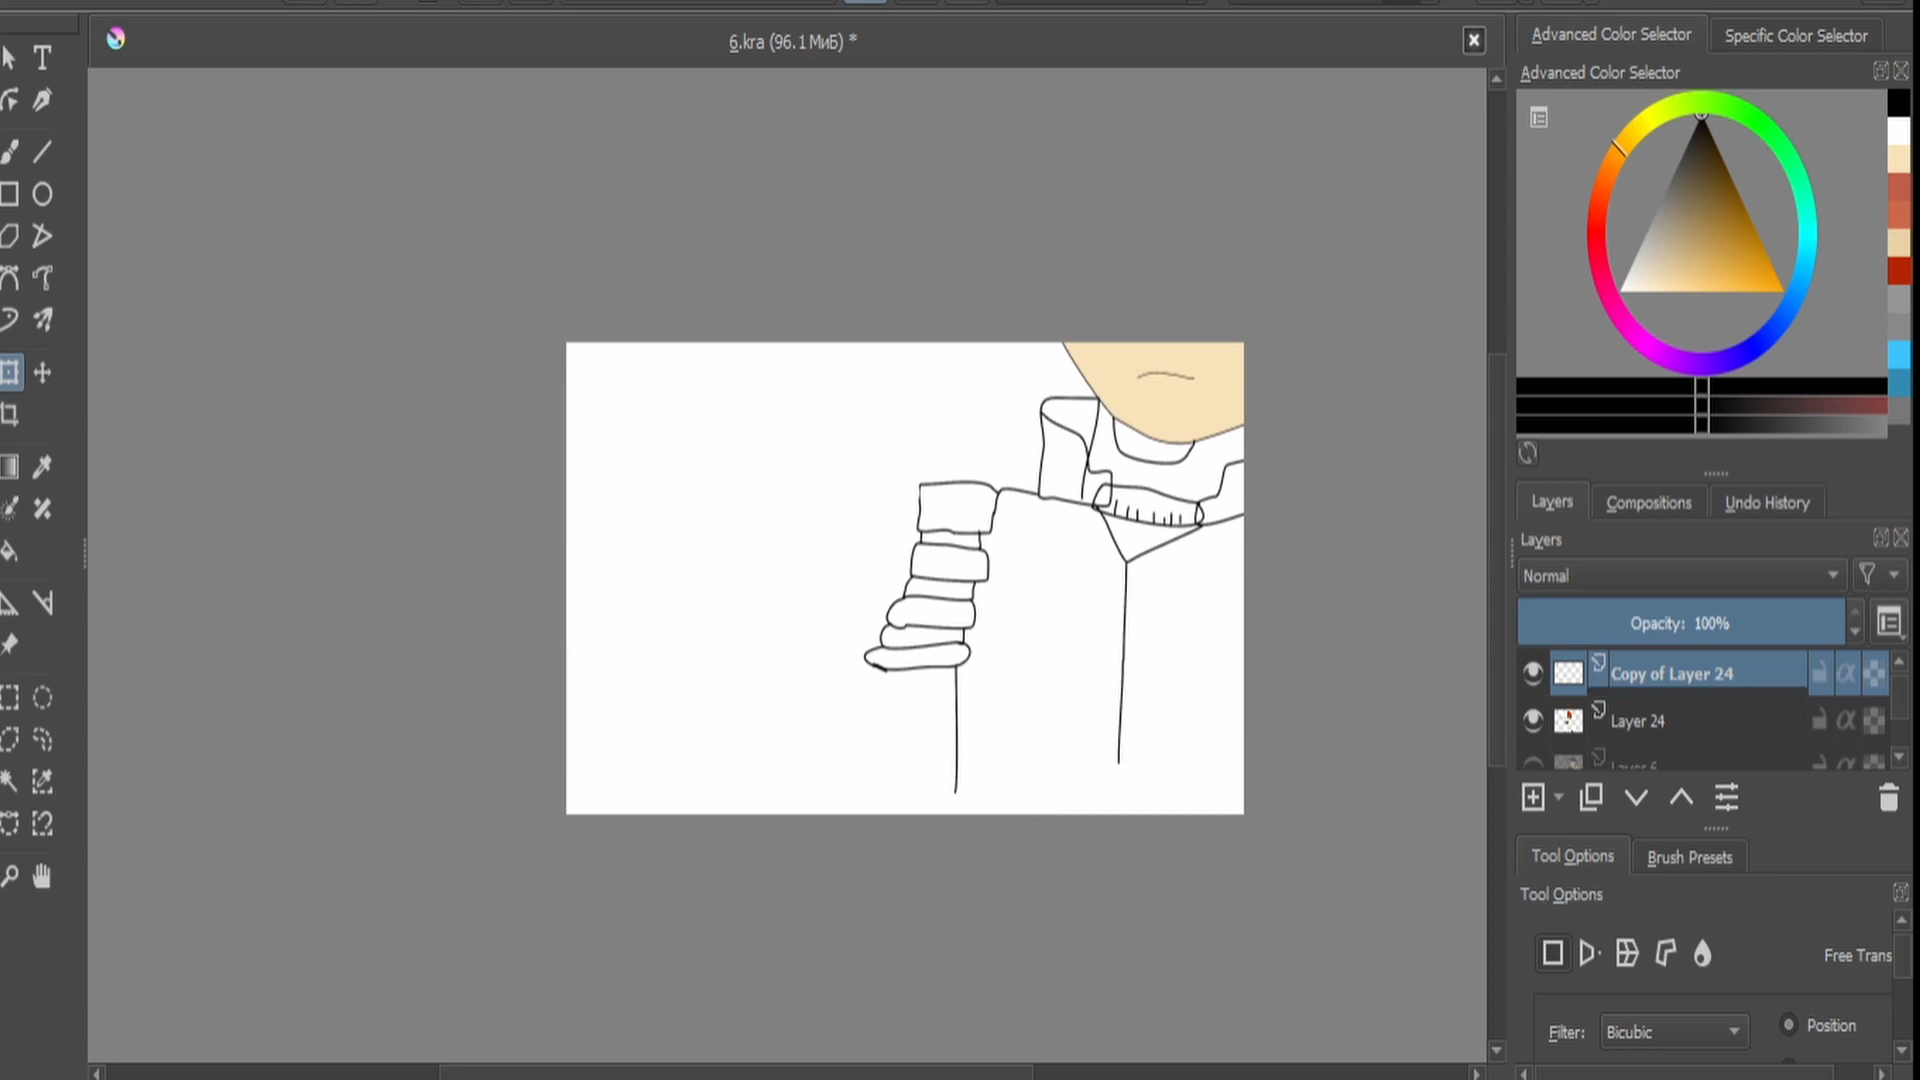 6.kra (96.1 МиБ) *
Advanced Color Selector
Specific Color Selector
Advanced Color Selector
Layers
Compositions
Undo History
Layers
Normal
Opacity: 100%
Copy of Layer 24
Layer 24
Layer 6
Tool Options
Brush Presets
Tool Options
Free Trans
Filter:
Bicubic
Position